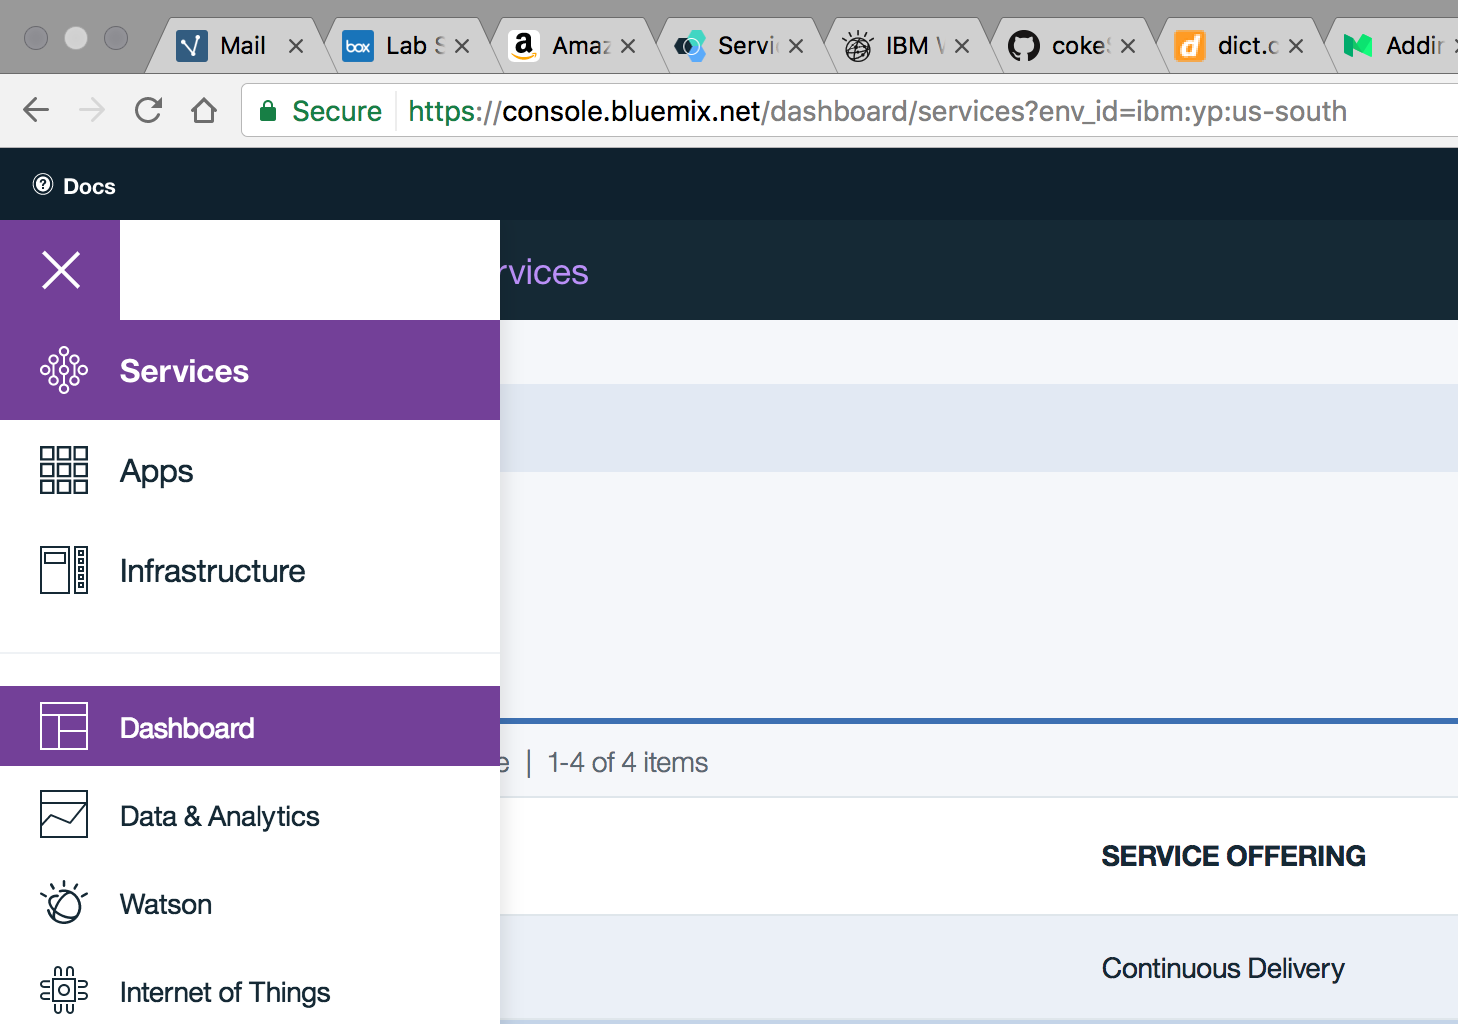 Mail
box Lab
Amaz
Servi
IBM
coke
d dict.c
Addir
Secure https://console.bluemix.net/dashboard/services?env_id=ibm:yp:us-south
Docs
rvices
Services
Apps
Infrastructure
Dashboard
e | 1-4 of 4 items
Data & Analytics
SERVICE OFFERING
Watson
Continuous Delivery
Internet of Things